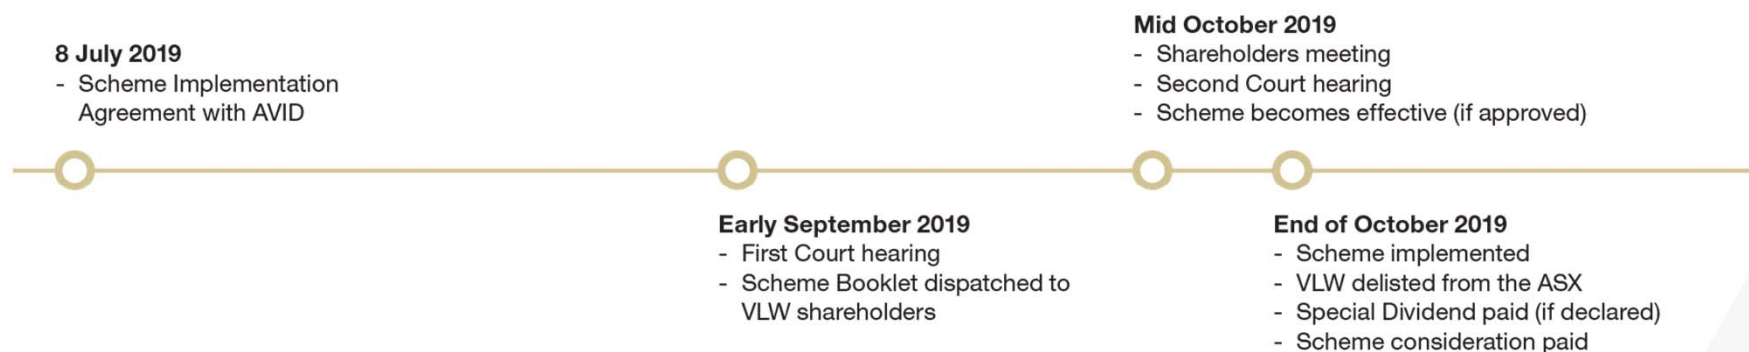 8 July 2019
- Scheme Implementation
Agreement with AVID
Early September 2019
- First Court hearing
- Scheme Booklet dispatched to
VLW shareholders
Mid October 2019
- Shareholders meeting
- Second Court hearing
- Scheme becomes effective (if approved)
End of October 2019
- Scheme implemented
- VLW delisted from the ASX
- Special Dividend paid (if declared)
- Scheme consideration paid